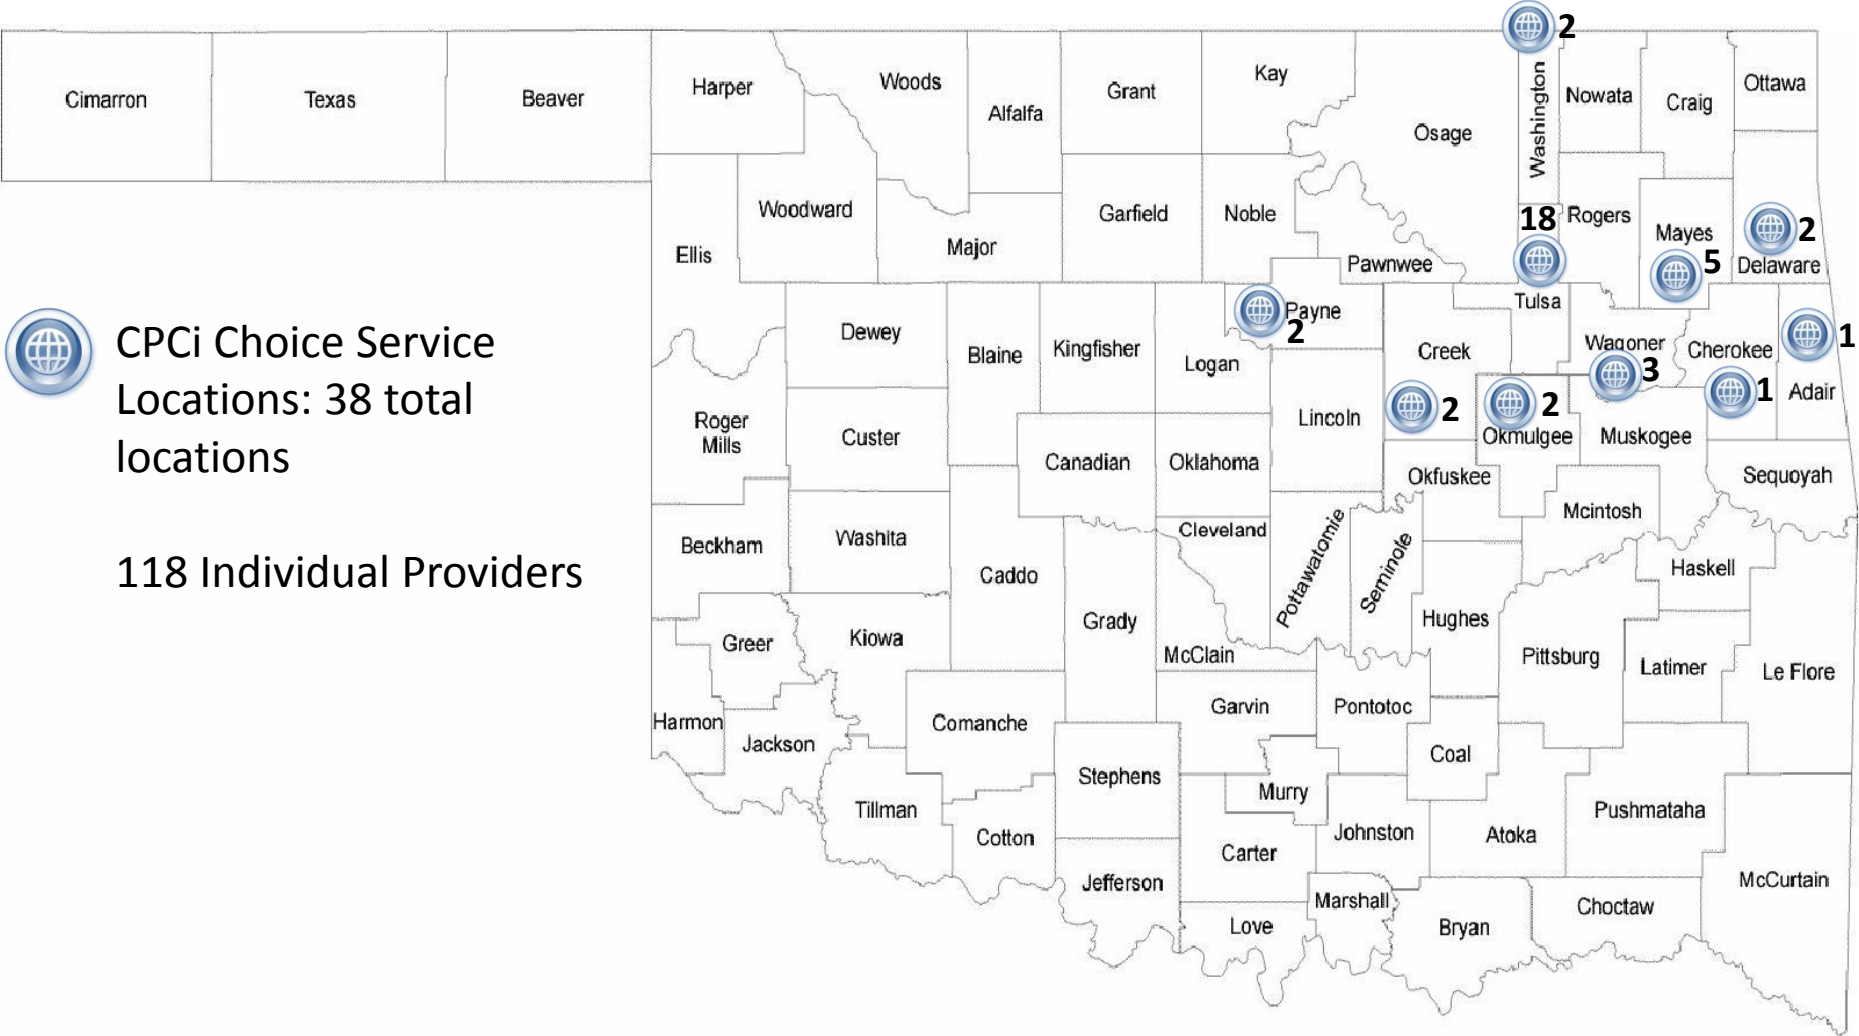 2
Cimarron
Texas
Beaver
Harper
Woods
Alfalfa
Grant
Kay
Osage
Washington
Nowata
Craig
Ottawa
Ellis
Woodward
Major
Garfield
Noble
Pawnwee
18
Tulsa
Rogers
Mayes
5
2
Delaware
CPCi Choice Service
Locations: 38 total
locations
118 Individual Providers
Dewey
Blaine
Kingfisher
Logan
Payne
2
Creek
2
Wagoner
3
Cherokee
1
1
Adair
Roger
Mills
Custer
Canadian
Oklahoma
Lincoln
2
Okmulgee
Muskogee
Okfuskee
Sequoyah
Mcintosh
Beckham
Washita
Caddo
Grady
Cleveland
Pottawatomie
Seminole
Haskell
Hughes
Greer
Kiowa
McClain
Pittsburg
Latimer
Le Flore
Harmon
Jackson
Comanche
Garvin
Pontotoc
Coal
Stephens
Murry
Tillman
Cotton
Johnston
Atoka
Pushmataha
Carter
Jefferson
McCurtain
Marshall
Love
Bryan
Choctaw